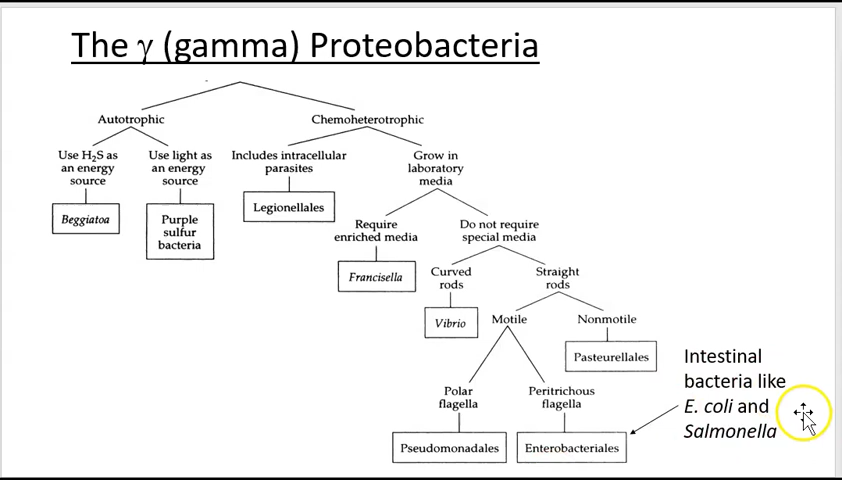 The γ (gamma) Proteobacteria
Autotrophic
Chemoheterotrophic
Use H₂S as
an energy
source
Use light as
an energy
source
Includes intracellular
parasites
Grow in
laboratory
media
Beggiatoa
Purple
sulfur
bacteria
Legionellales
Require
enriched media
Do not require
special media
Francisella
Curved
rods
Straight
rods
Vibrio
Motile
Nonmotile
Pasteurellales
Polar
flagella
Peritrichous
flagella
Pseudomonadales
Enterobacteriales
Intestinal
bacteria like
E. coli and
Salmonella